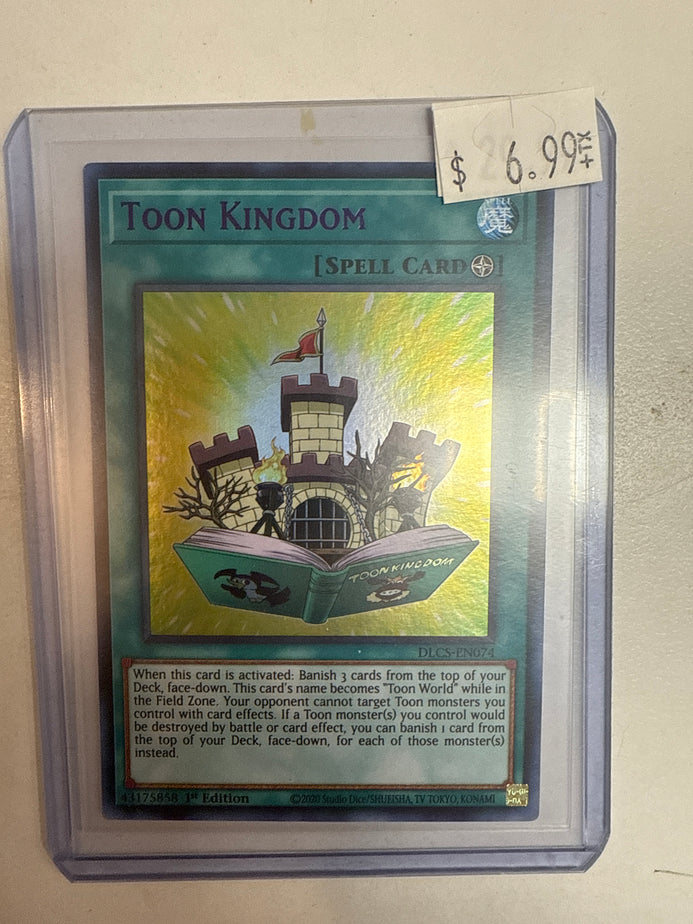 $ 6.99
TOON KINGDOM
魔
[SPELL CARD]
TOON KINGDOM
DLCS-EN074
When this card is activated: Banish 3 cards from the top of your
Deck, face-down. This card's name becomes "Toon World" while in
the Field Zone. Your opponent cannot target Toon monsters you
control with card effects. If a Toon monster(s) you control would
be destroyed by battle or card effect, you can banish 1 card from
the top of your Deck, face-down, for each of those monster(s)
instead.
43175858 1st Edition ©2020 Studio Dice/SHUEISHA, TV TOKYO, KONAMI